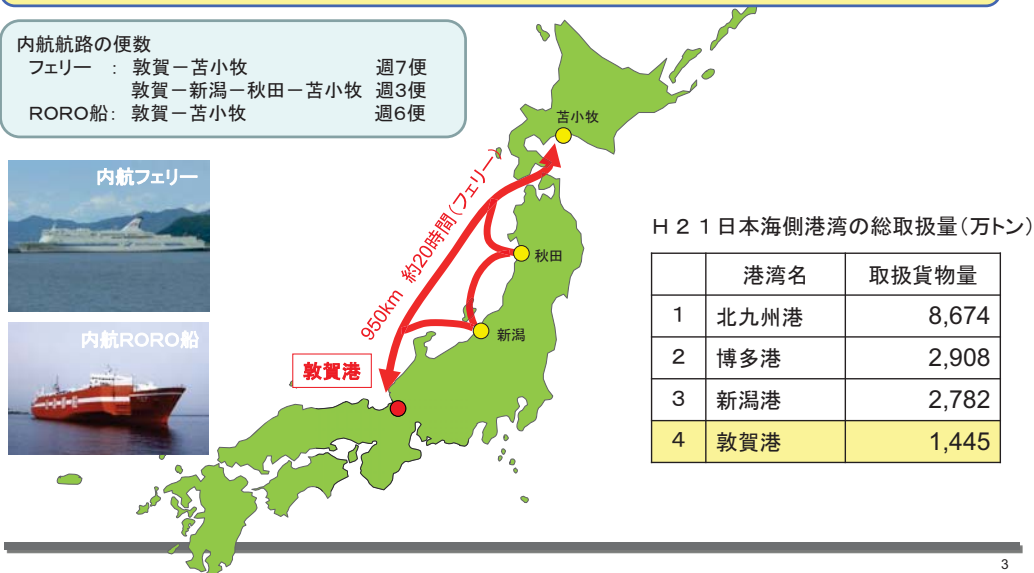 内航航路の便数
フェリー : 敦賀－苫小牧 週7便
敦賀－新潟－秋田－苫小牧 週3便
RORO船: 敦賀－苫小牧 週6便
内航フェリー
内航RORO船
苫小牧
950km 約20時間(フェリー)
秋田
新潟
敦賀港
H21日本海側港湾の総取扱量(万トン)
港湾名 取扱貨物量
1 北九州港 8,674
2 博多港 2,908
3 新潟港 2,782
4 敦賀港 1,445
3